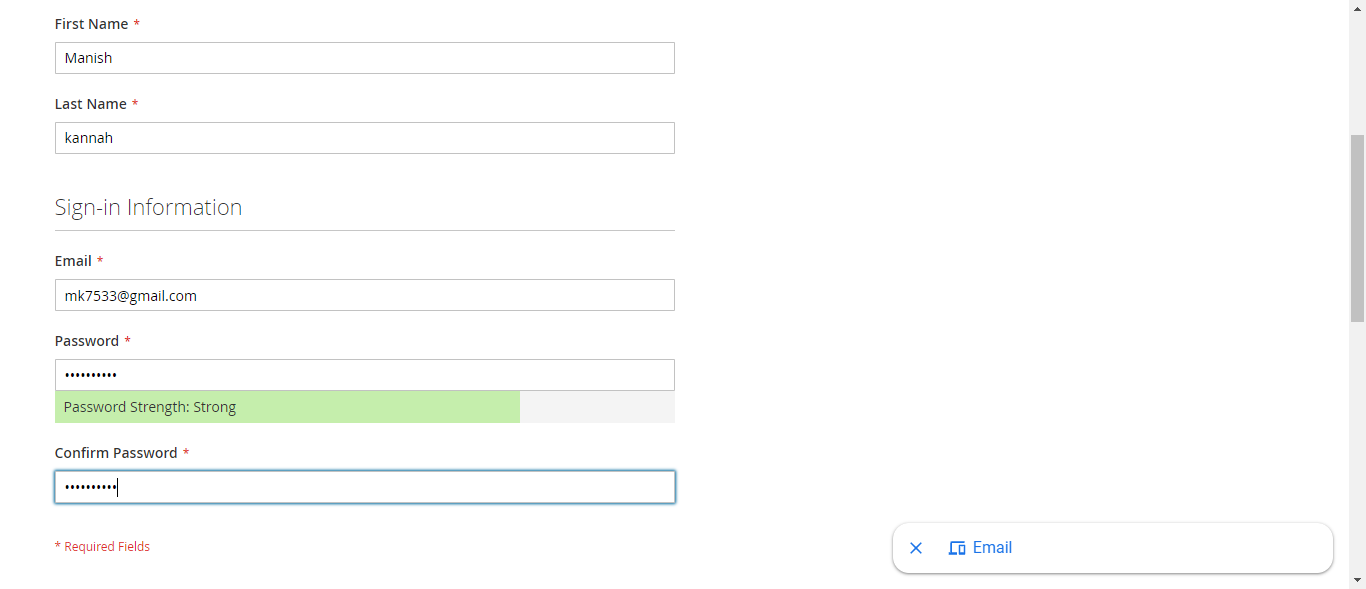 First Name *
Manish
Last Name *
kannah
Sign-in Information
Email *
mk7533@gmail.com
Password *
••••••••••
Password Strength: Strong
Confirm Password *
••••••••••
* Required Fields
Email